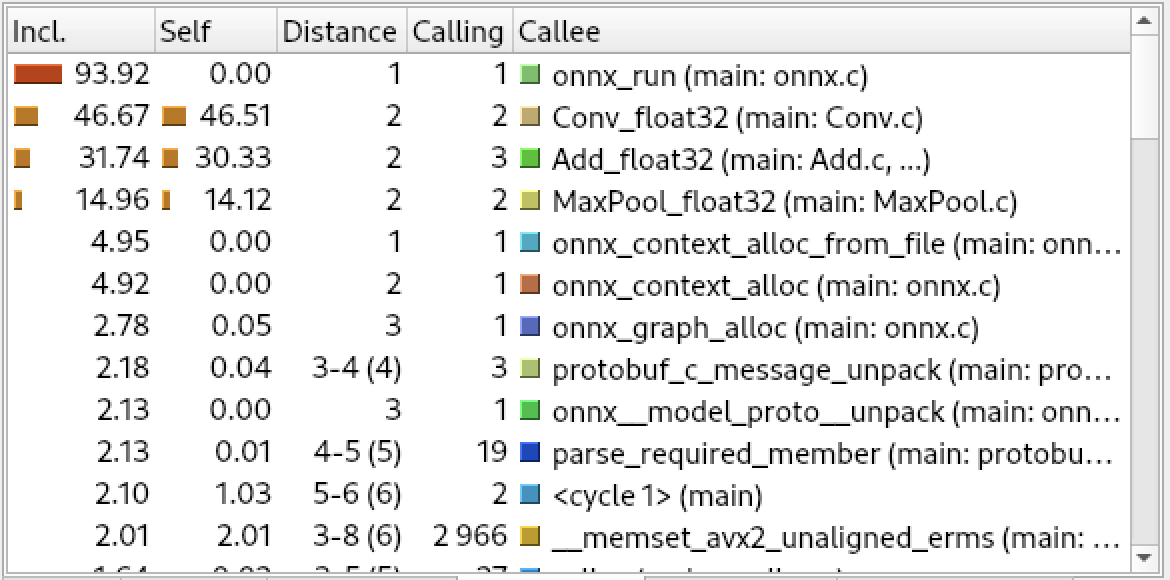 Incl. Self Distance Calling Callee
93.92 0.00 1 1 onnx_run (main: onnx.c)
46.67 46.51 2 2 Conv_float32 (main: Conv.c)
31.74 30.33 2 3 Add_float32 (main: Add.c, ...)
14.96 14.12 2 2 MaxPool_float32 (main: MaxPool.c)
4.95 0.00 1 1 onnx_context_alloc_from_file (main: onn...
4.92 0.00 2 1 onnx_context_alloc (main: onnx.c)
2.78 0.05 3 1 onnx_graph_alloc (main: onnx.c)
2.18 0.04 3-4 (4) 3 protobuf_c_message_unpack (main: pro...
2.13 0.00 3 1 onnx__model_proto__unpack (main: onn...
2.13 0.01 4-5 (5) 19 parse_required_member (main: protobu...
2.10 1.03 5-6 (6) 2 <cycle 1> (main)
2.01 2.01 3-8 (6) 2 966 __memset_avx2_unaligned_erms (main: ...